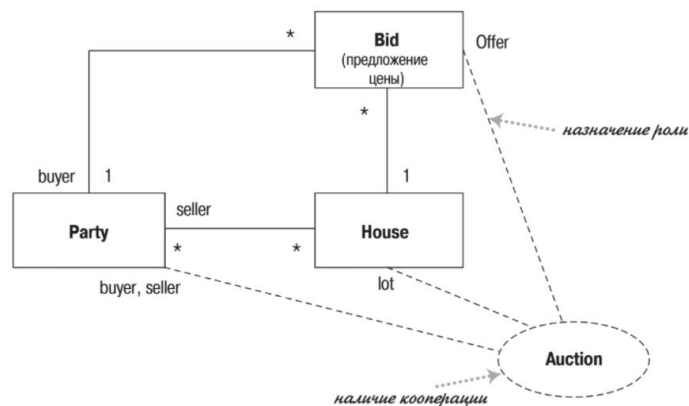 *
Bid
(предложение
цены)
Offer
*
назначение роли
buyer
1
1
Party
seller
House
*
*
buyer, seller
lot
Auction
наличие кооперации